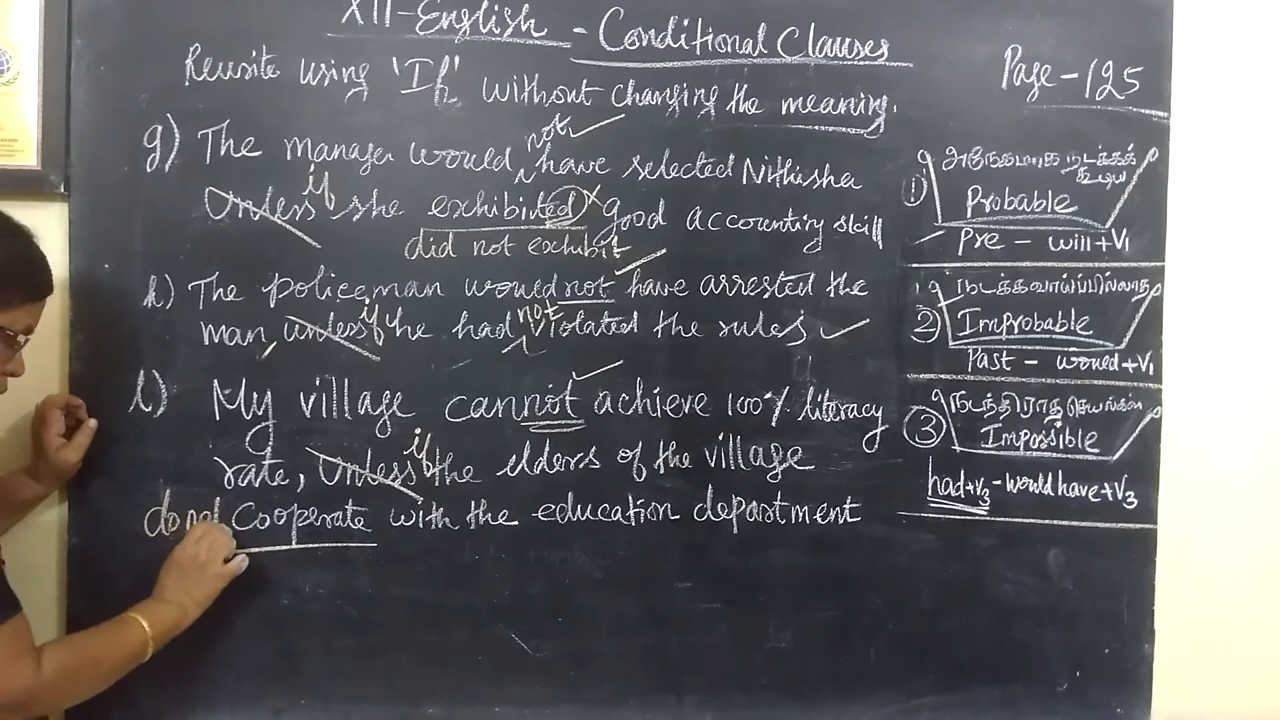 XII-English - Conditional Clauses
Rewrite using 'If' without changing the meaning.
Page - 125
not
g) The manager would have selected Nithisha
if
Unless she exhibited good accounting skill
did not exhibit
h) The policeman would not have arrested the
if not
man, unless he had violated the rules
i) My village cannot achieve 100% literacy
if
rate, Unless the elders of the village
do not Cooperate with the education department
① அநேகமாக நடக்கக்
கூடிய
Probable
Pre - will+V1
நடக்கவாய்ப்பில்லாத
2 Improbable
Past - would+V1
நடந்திராத செயல்கள்
3 Impossible
had+V3 - would have+V3